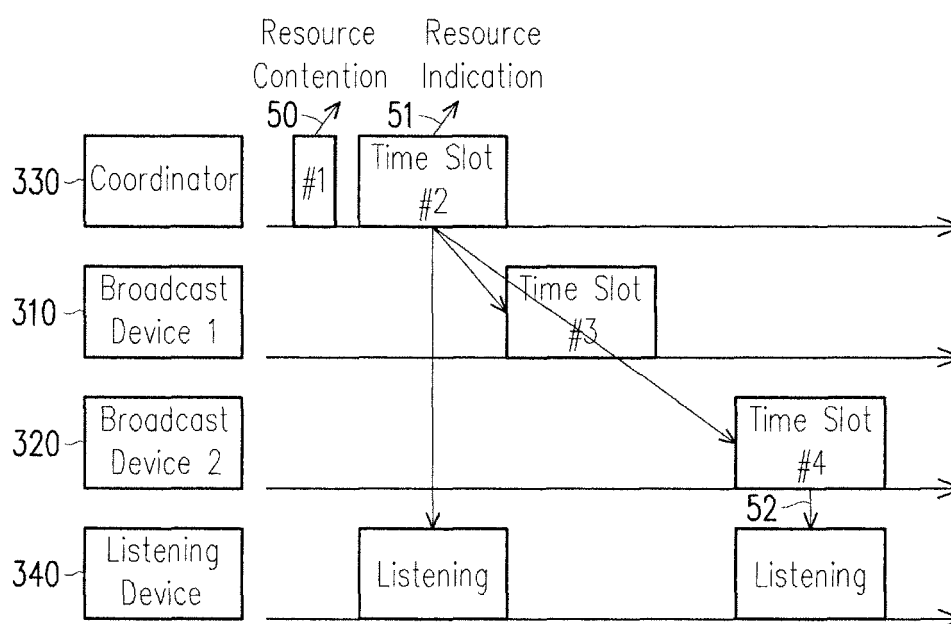 Resource Contention
Resource Indication
50
51
330
Coordinator
#1
Time Slot
#2
310
Broadcast
Device 1
Time Slot
#3
320
Broadcast
Device 2
Time Slot
#4
52
340
Listening
Device
Listening
Listening